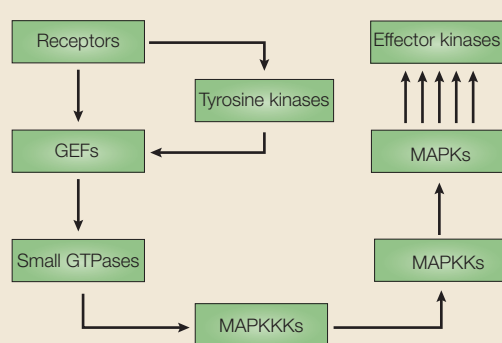 Receptors
Effector kinases
Tyrosine kinases
GEFs
MAPKs
Small GTPases
MAPKKs
MAPKKKs